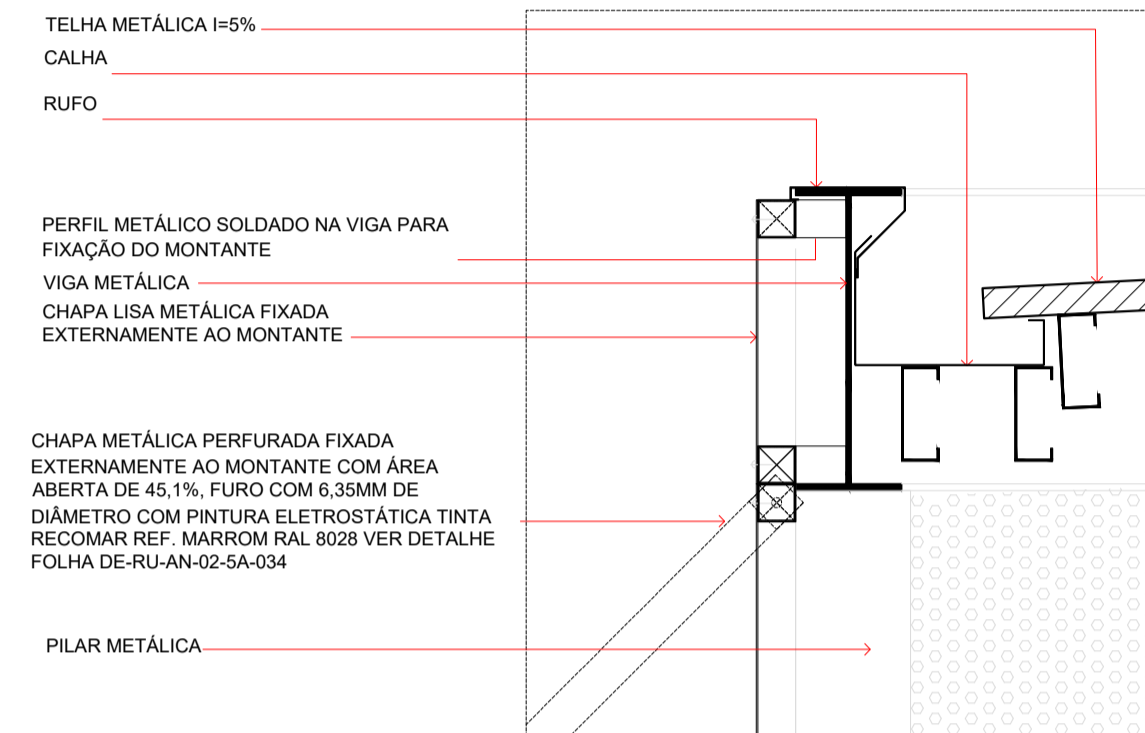 TELHA METÁLICA I=5%
CALHA
RUFO
PERFIL METÁLICO SOLDADO NA VIGA PARA
FIXAÇÃO DO MONTANTE
VIGA METÁLICA
CHAPA LISA METÁLICA FIXADA
EXTERNAMENTE AO MONTANTE
CHAPA METÁLICA PERFURADA FIXADA
EXTERNAMENTE AO MONTANTE COM ÁREA
ABERTA DE 45,1%, FURO COM 6,35MM DE
DIÂMETRO COM PINTURA ELETROSTÁTICA TINTA
RECOMAR REF. MARROM RAL 8028 VER DETALHE
FOLHA DE-RU-AN-02-5A-034
PILAR METÁLICA